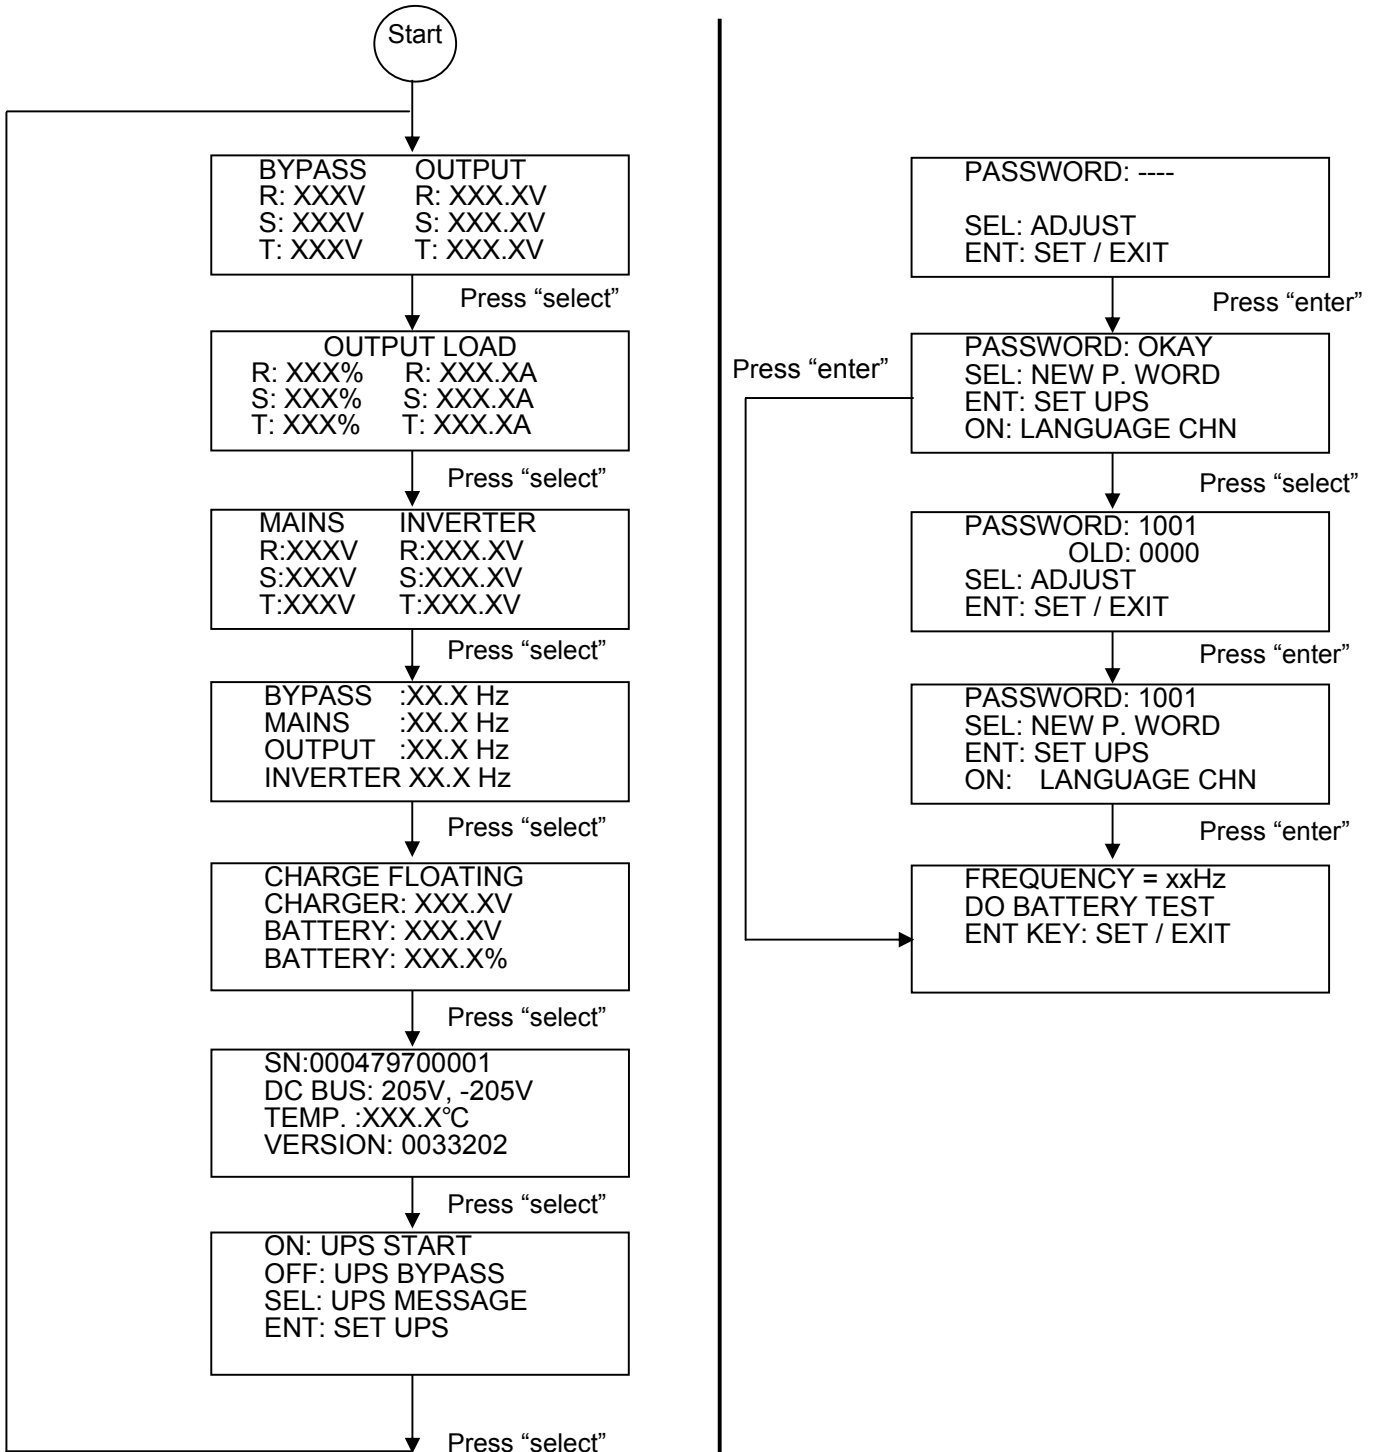 Start
BYPASS OUTPUT
R: XXXV R: XXX.XV
S: XXXV S: XXX.XV
T: XXXV T: XXX.XV
Press “select”
OUTPUT LOAD
R: XXX% R: XXX.XA
S: XXX% S: XXX.XA
T: XXX% T: XXX.XA
Press “select”
MAINS INVERTER
R:XXXV R:XXX.XV
S:XXXV S:XXX.XV
T:XXXV T:XXX.XV
Press “select”
BYPASS :XX.X Hz
MAINS :XX.X Hz
OUTPUT :XX.X Hz
INVERTER XX.X Hz
Press “select”
CHARGE FLOATING
CHARGER: XXX.XV
BATTERY: XXX.XV
BATTERY: XXX.X%
Press “select”
SN:000479700001
DC BUS: 205V, -205V
TEMP. :XXX.X℃
VERSION: 0033202
Press “select”
ON: UPS START
OFF: UPS BYPASS
SEL: UPS MESSAGE
ENT: SET UPS
Press “select”
PASSWORD: ----
SEL: ADJUST
ENT: SET / EXIT
Press “enter”
PASSWORD: OKAY
SEL: NEW P. WORD
ENT: SET UPS
ON: LANGUAGE CHN
Press “enter”
Press “select”
PASSWORD: 1001
OLD: 0000
SEL: ADJUST
ENT: SET / EXIT
Press “enter”
PASSWORD: 1001
SEL: NEW P. WORD
ENT: SET UPS
ON: LANGUAGE CHN
Press “enter”
FREQUENCY = xxHz
DO BATTERY TEST
ENT KEY: SET / EXIT